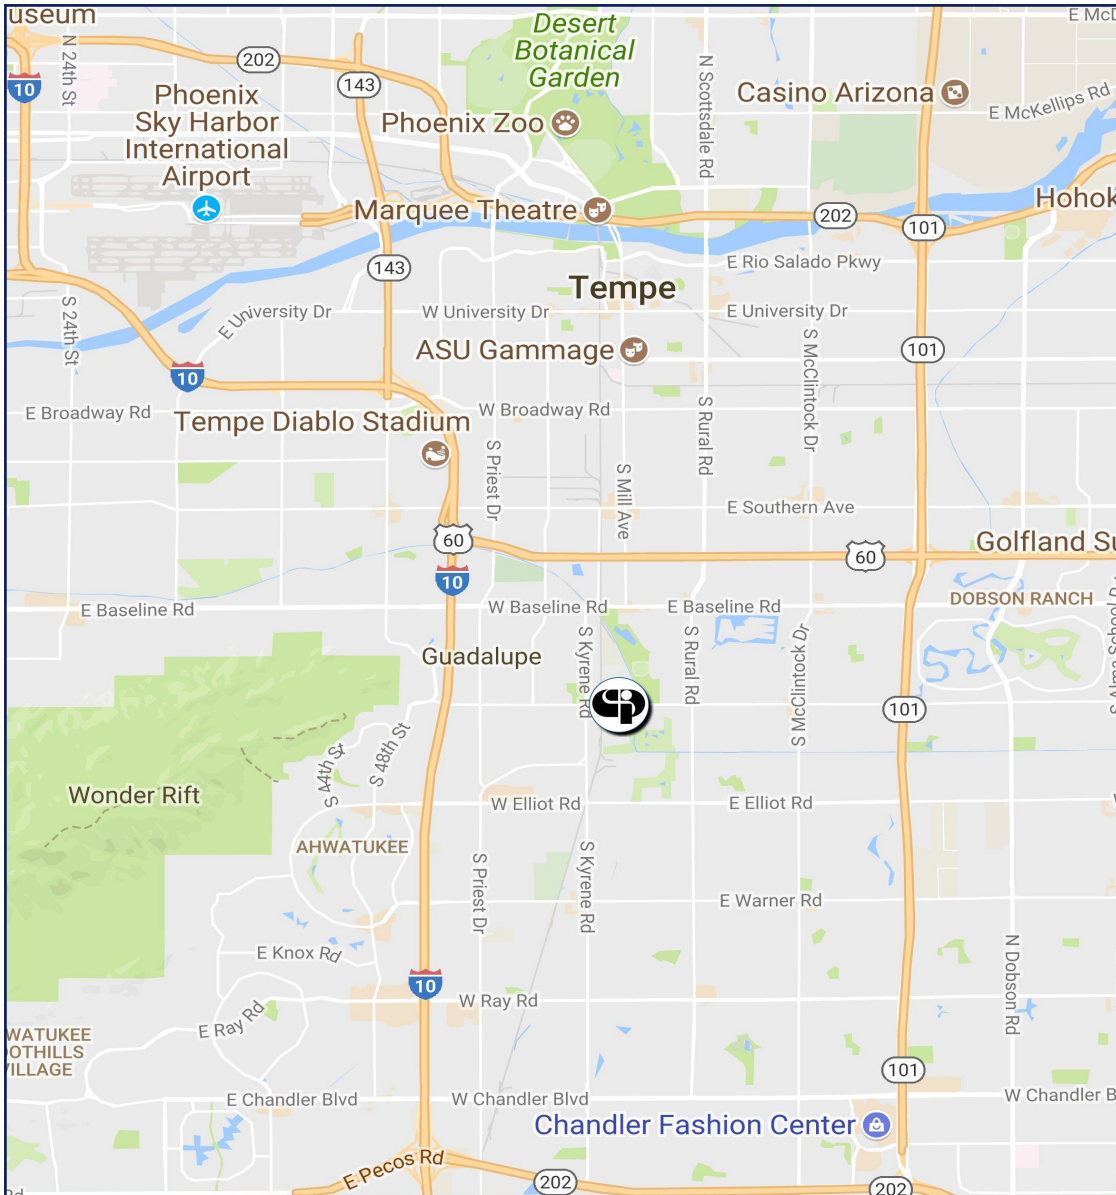 useum
E McD
N 24th St
202
Desert
Botanical
Garden
N Scottsdale Rd
10
143
Casino Arizona
E McKellips Rd
Phoenix
Sky Harbor
International
Airport
Phoenix Zoo
Marquee Theatre
202
101
Hohok
143
E Rio Salado Pkwy
Tempe
S 24th St
E University Dr
W University Dr
E University Dr
ASU Gammage
S McClintock Dr
101
10
E Broadway Rd
Tempe Diablo Stadium
W Broadway Rd
S Rural Rd
S Priest Dr
S Mill Ave
E Southern Ave
60
60
Golfland Su
10
E Baseline Rd
W Baseline Rd
E Baseline Rd
DOBSON RANCH
Guadalupe
S Kyrene Rd
S Rural Rd
S McClintock Dr
101
S 44th St
S 48th St
Wonder Rift
W Elliot Rd
E Elliot Rd
AHWATUKEE
S Priest Dr
S Kyrene Rd
E Warner Rd
E Knox Rd
N Dobson Rd
10
W Ray Rd
E Ray Rd
WATUKEE
OOTHILLS
VILLAGE
101
E Chandler Blvd
W Chandler Blvd
W Chandler B
Chandler Fashion Center
E Pecos Rd
202
202